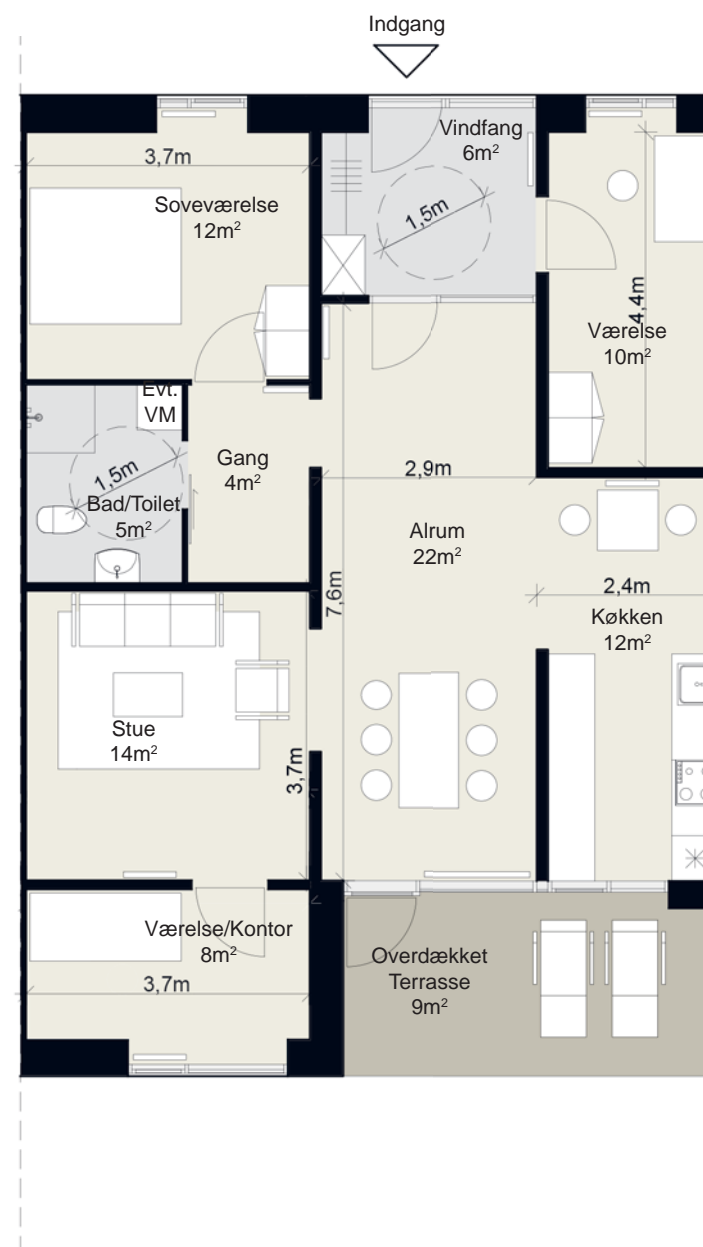 Indgang
Vindfang
6m²
3,7m
Soveværelse
12m²
1,5m
4,4m
Værelse
10m²
Evt.
VM
Gang
4m²
1,5m
Bad/Toilet
5m²
2,9m
Alrum
22m²
7,6m
2,4m
Køkken
12m²
Stue
14m²
3,7m
Værelse/Kontor
8m²
3,7m
Overdækket
Terrasse
9m²